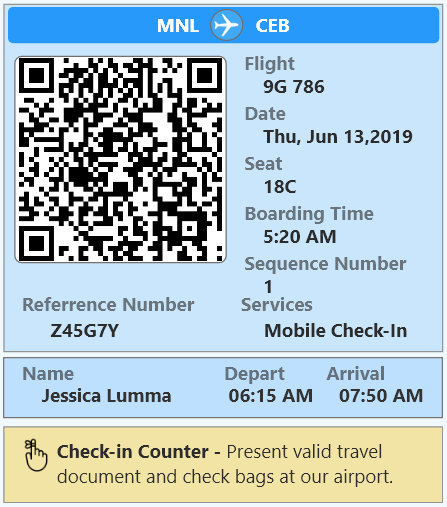 MNL CEB
Flight
9G 786
Date
Thu, Jun 13,2019
Seat
18C
Boarding Time
5:20 AM
Sequence Number
1
Referrence Number Services
Z45G7Y Mobile Check-In
Name Depart Arrival
Jessica Lumma 06:15 AM 07:50 AM
Check-in Counter - Present valid travel
document and check bags at our airport.